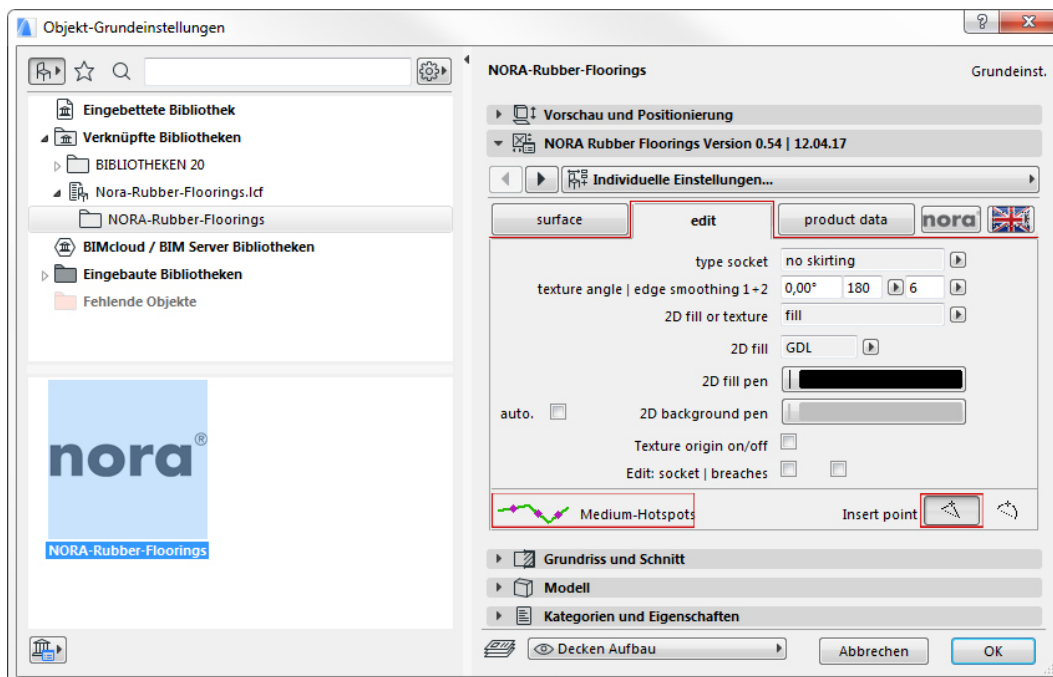 Objekt-Grundeinstellungen
Eingebettete Bibliothek
Verknüpfte Bibliotheken
BIBLIOTHEKEN 20
Nora-Rubber-Floorings.lcf
NORA-Rubber-Floorings
BIMcloud / BIM Server Bibliotheken
Eingebaute Bibliotheken
Fehlende Objekte
nora®
NORA-Rubber-Floorings
NORA-Rubber-Floorings Grundeinst.
Vorschau und Positionierung
NORA Rubber Floorings Version 0.54 | 12.04.17
Individuelle Einstellungen...
surface edit product data nora
type socket no skirting
texture angle | edge smoothing 1+2 0,00° 180 6
2D fill or texture fill
2D fill GDL
2D fill pen
auto. 2D background pen
Texture origin on/off
Edit: socket | breaches
Medium-Hotspots Insert point
Grundriss und Schnitt
Modell
Kategorien und Eigenschaften
Decken Aufbau Abbrechen OK